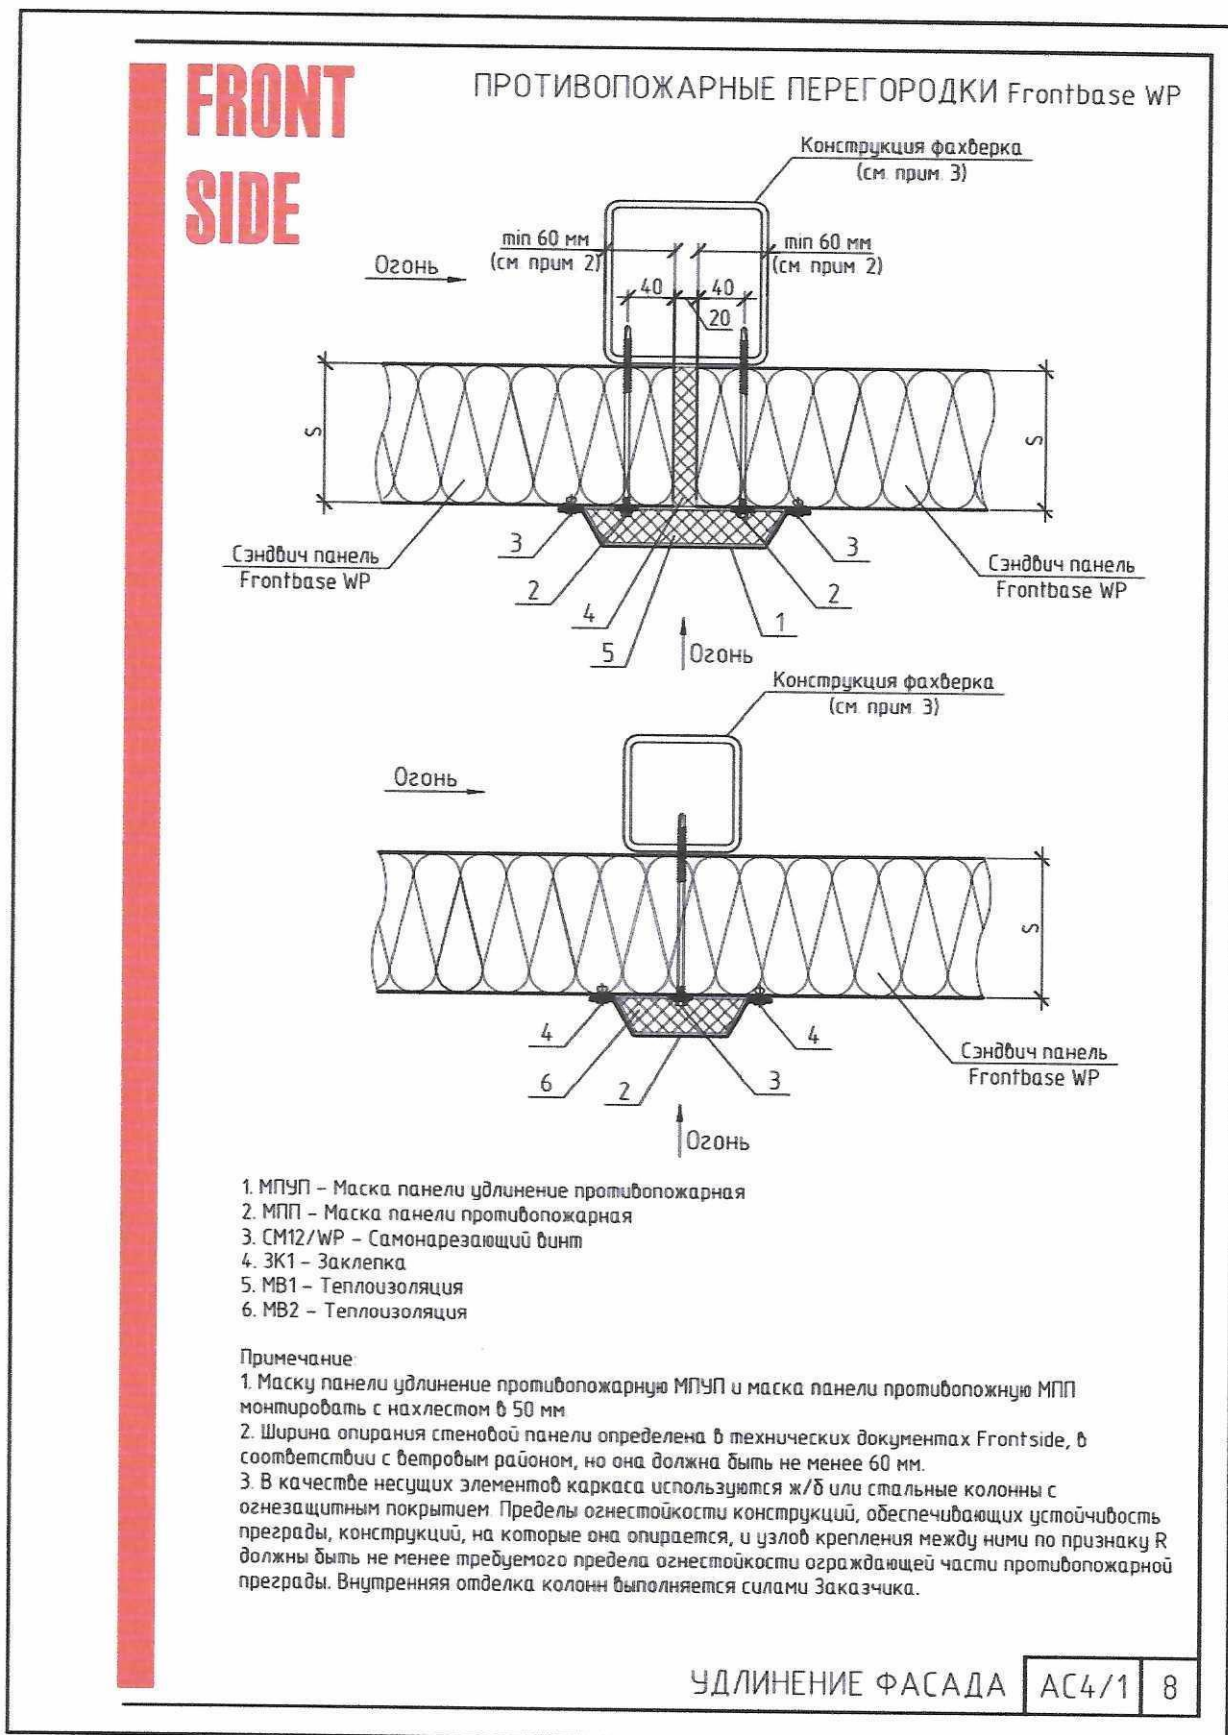 FRONT
SIDE
ПРОТИВОПОЖАРНЫЕ ПЕРЕГОРОДКИ Frontbase WP
Конструкция фахверка
(см. прим. 3)
min 60 мм
(см. прим. 2)
min 60 мм
(см. прим. 2)
Огонь
40
40
20
S
S
Сэндвич панель
Frontbase WP
3
2
4
5
1
2
3
Сэндвич панель
Frontbase WP
Огонь
Конструкция фахверка
(см. прим. 3)
Огонь
S
4
6
2
3
4
Сэндвич панель
Frontbase WP
Огонь
1. МПУП – Маска панели удлинение противопожарная
2. МПП – Маска панели противопожарная
3. СМ12/WP – Самонарезающий винт
4. ЗК1 – Заклепка
5. МВ1 – Теплоизоляция
6. МВ2 – Теплоизоляция
Примечание:
1. Маску панели удлинение противопожарную МПУП и маска панели противопожную МПП
монтировать с нахлестом в 50 мм
2. Ширина опирания стеновой панели определена в технических документах Frontside, в
соответствии с ветровым районом, но она должна быть не менее 60 мм.
3. В качестве несущих элементов каркаса используются ж/б или стальные колонны с
огнезащитным покрытием. Пределы огнестойкости конструкций, обеспечивающих устойчивость
преграды, конструкций, на которые она опирается, и узлов крепления между ними по признаку R
должны быть не менее требуемого предела огнестойкости ограждающей части противопожарной
преграды. Внутренняя отделка колонн выполняется силами Заказчика.
УДЛИНЕНИЕ ФАСАДА
АС4/1
8